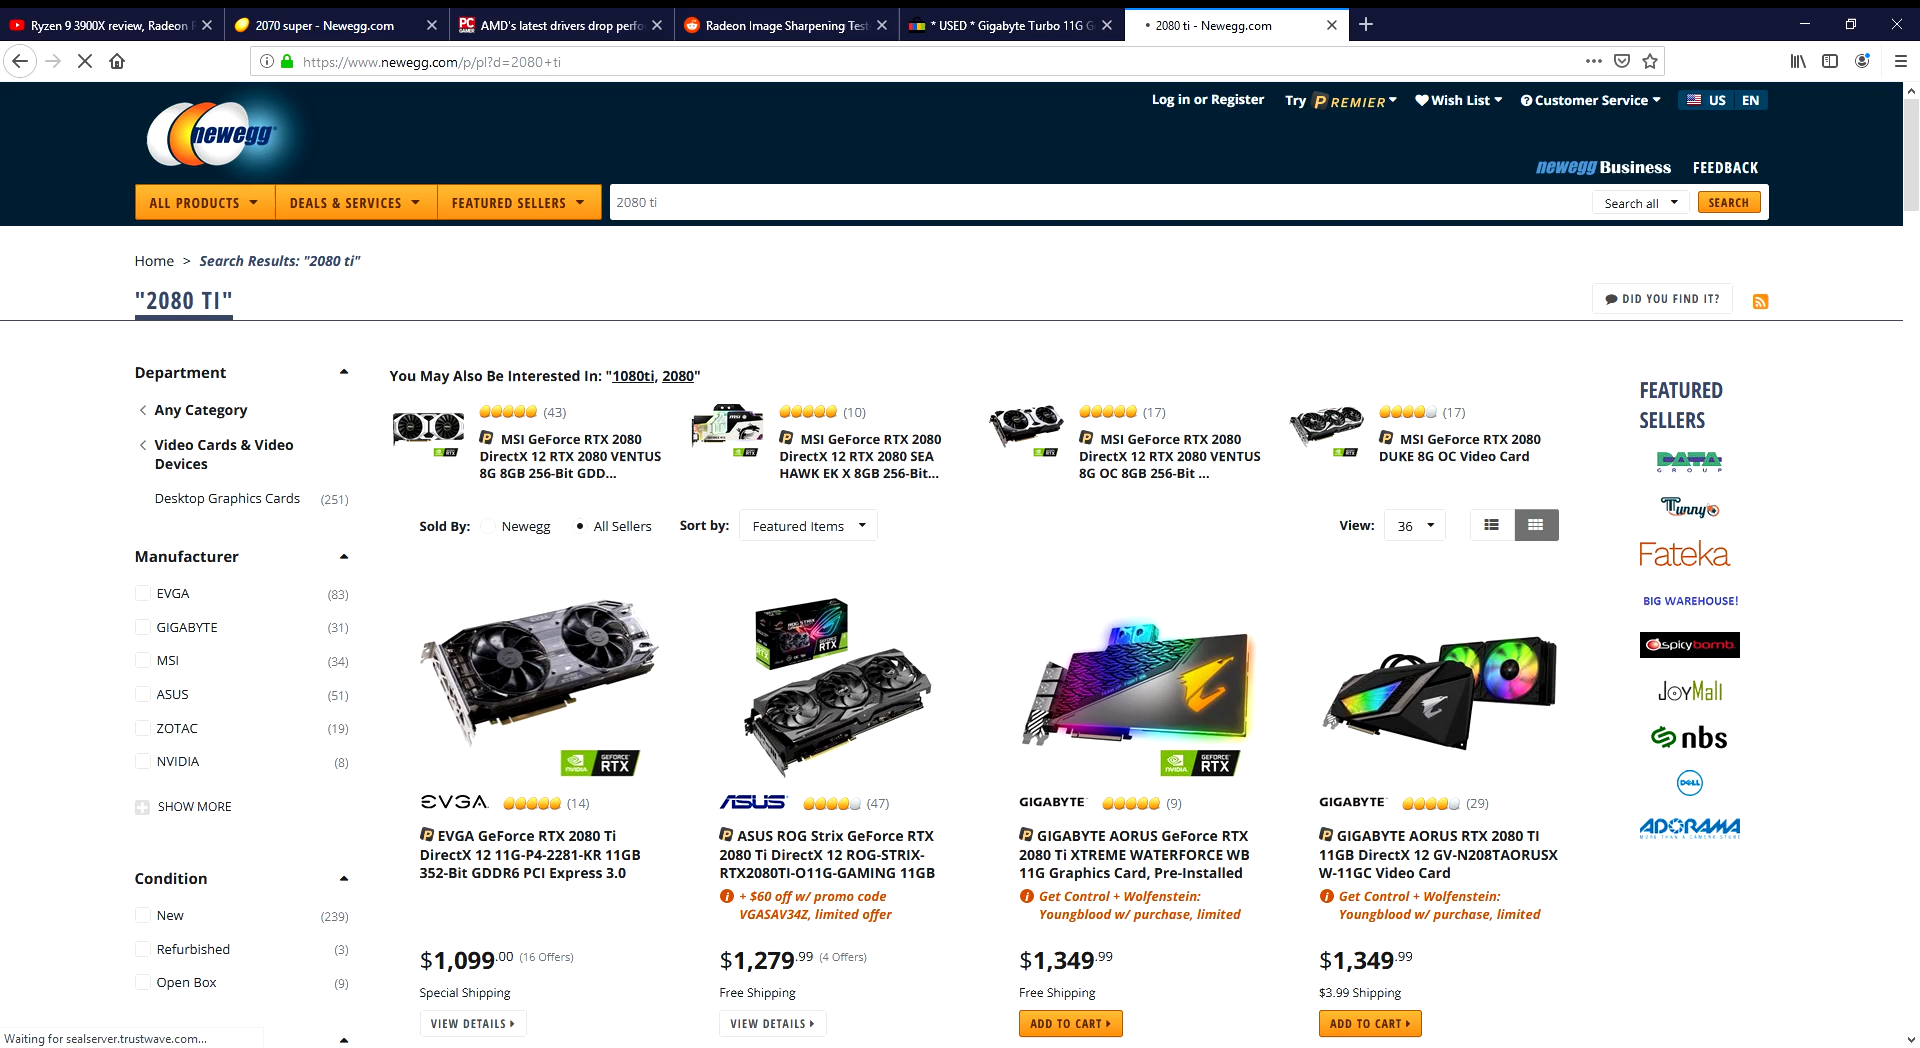 Ryzen 9 3900X review, Radeon
2070 super - Newegg.com
AMD's latest drivers drop perfo
Radeon Image Sharpening Test
* USED * Gigabyte Turbo 11G G
2080 ti - Newegg.com
https://www.newegg.com/p/pl?d=2080+ti
Log in or Register
Try PREMIER
Wish List
Customer Service
US
EN
newegg
newegg Business
FEEDBACK
ALL PRODUCTS
DEALS & SERVICES
FEATURED SELLERS
2080 ti
Search all
SEARCH
Home > Search Results: "2080 ti"
"2080 TI"
DID YOU FIND IT?
Department
Any Category
Video Cards & Video
Devices
Desktop Graphics Cards (251)
Manufacturer
EVGA (83)
GIGABYTE (31)
MSI (34)
ASUS (51)
ZOTAC (19)
NVIDIA (8)
SHOW MORE
Condition
New (239)
Refurbished (3)
Open Box (9)
You May Also Be Interested In: "1080ti, 2080"
(43)
MSI GeForce RTX 2080
DirectX 12 RTX 2080 VENTUS
8G 8GB 256-Bit GDD...
(10)
MSI GeForce RTX 2080
DirectX 12 RTX 2080 SEA
HAWK EK X 8GB 256-Bit...
(17)
MSI GeForce RTX 2080
DirectX 12 RTX 2080 VENTUS
8G OC 8GB 256-Bit ...
(17)
MSI GeForce RTX 2080
DUKE 8G OC Video Card
Sold By:
Newegg
All Sellers
Sort by:
Featured Items
View:
36
NVIDIA GEFORCE RTX
EVGA (14)
EVGA GeForce RTX 2080 Ti
DirectX 12 11G-P4-2281-KR 11GB
352-Bit GDDR6 PCI Express 3.0
$1,099.00 (16 Offers)
Special Shipping
VIEW DETAILS
ASUS (47)
ASUS ROG Strix GeForce RTX
2080 Ti DirectX 12 ROG-STRIX-
RTX2080TI-O11G-GAMING 11GB
+ $60 off w/ promo code
VGASAV34Z, limited offer
$1,279.99 (4 Offers)
Free Shipping
VIEW DETAILS
NVIDIA GEFORCE RTX
GIGABYTE (9)
GIGABYTE AORUS GeForce RTX
2080 Ti XTREME WATERFORCE WB
11G Graphics Card, Pre-Installed
Get Control + Wolfenstein:
Youngblood w/ purchase, limited
$1,349.99
Free Shipping
ADD TO CART
GIGABYTE (29)
GIGABYTE AORUS RTX 2080 TI
11GB DirectX 12 GV-N208TAORUSX
W-11GC Video Card
Get Control + Wolfenstein:
Youngblood w/ purchase, limited
$1,349.99
$3.99 Shipping
ADD TO CART
FEATURED
SELLERS
DATA
GROUP
Tunny
Fateka
BIG WAREHOUSE!
spicybomb
JoyMall
nbs
DELL
ADORAMA
MORE THAN A CAMERA STORE
Waiting for sealserver.trustwave.com...